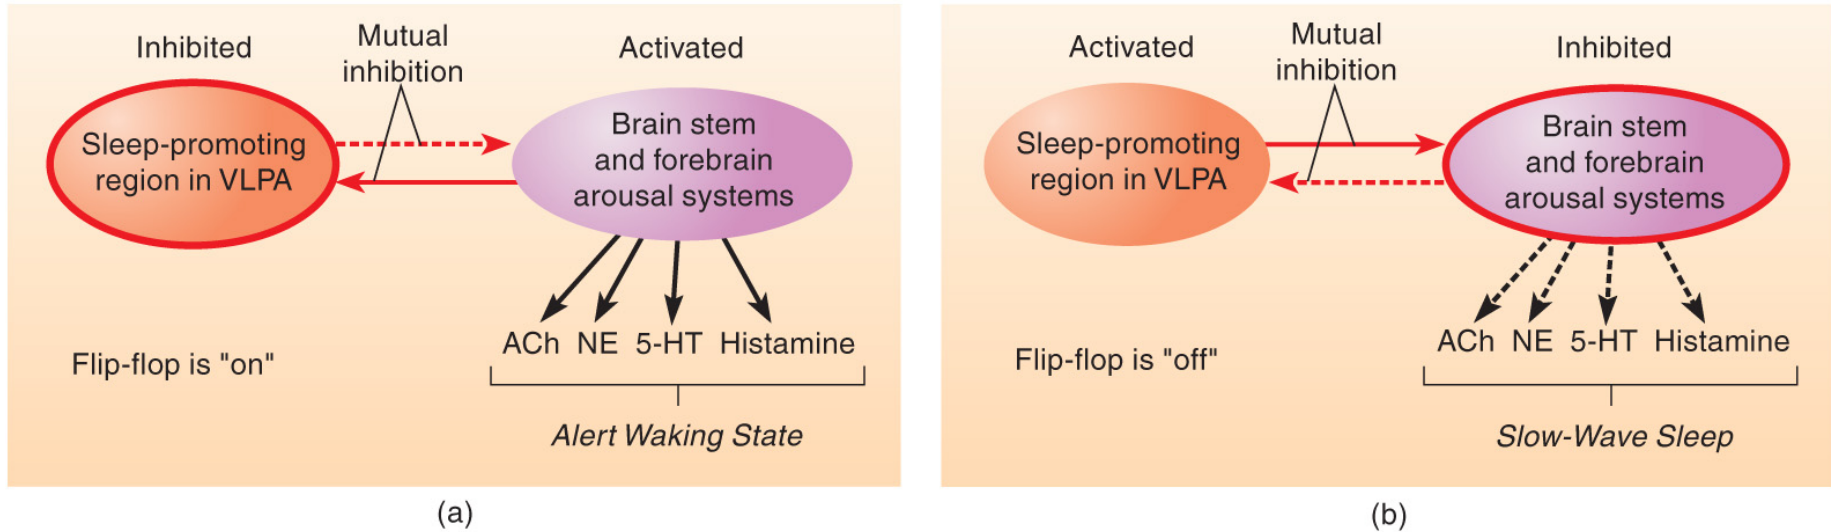 Inhibited
Mutual
inhibition
Activated
Sleep-promoting
region in VLPA
Brain stem
and forebrain
arousal systems
ACh NE 5-HT Histamine
Flip-flop is "on"
Alert Waking State
(a)
Activated
Mutual
inhibition
Inhibited
Sleep-promoting
region in VLPA
Brain stem
and forebrain
arousal systems
ACh NE 5-HT Histamine
Flip-flop is "off"
Slow-Wave Sleep
(b)